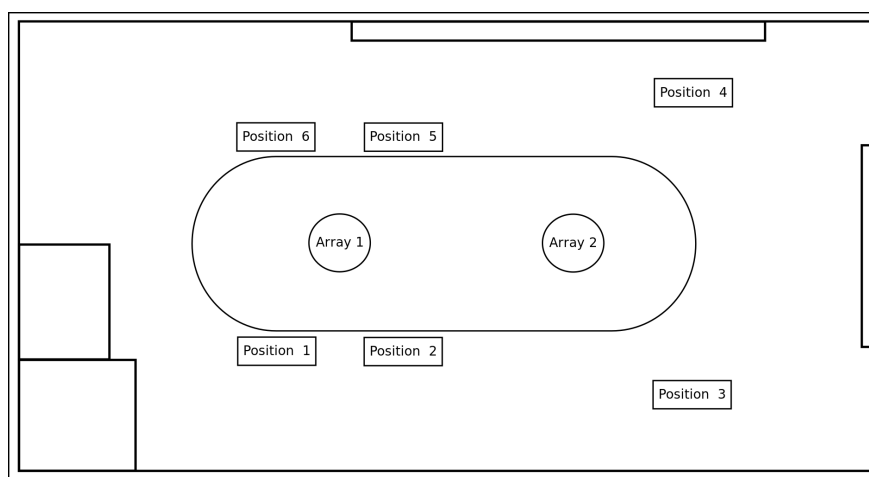 Position 4
Position 6
Position 5
Array 1
Array 2
Position 1
Position 2
Position 3